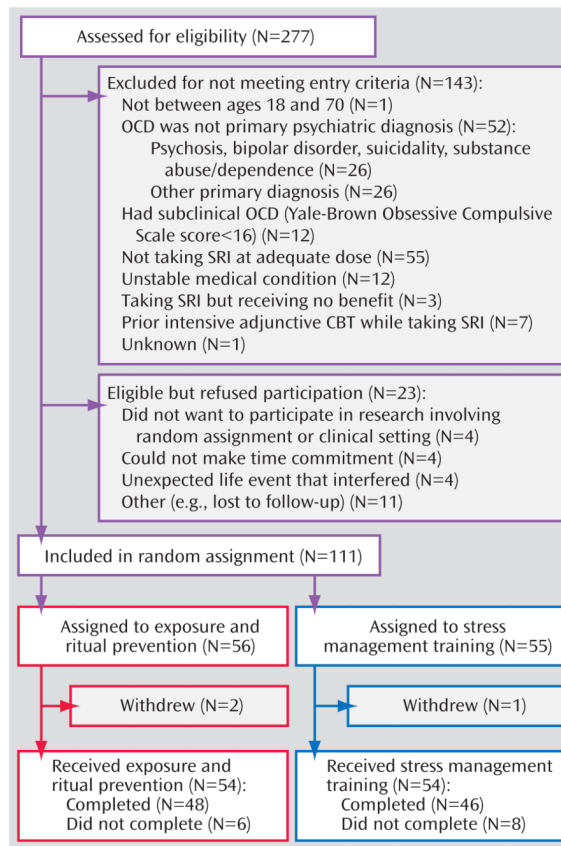 Assessed for eligibility (N=277)
Excluded for not meeting entry criteria (N=143):
Not between ages 18 and 70 (N=1)
OCD was not primary psychiatric diagnosis (N=52):
Psychosis, bipolar disorder, suicidality, substance
abuse/dependence (N=26)
Other primary diagnosis (N=26)
Had subclinical OCD (Yale-Brown Obsessive Compulsive
Scale score<16) (N=12)
Not taking SRI at adequate dose (N=55)
Unstable medical condition (N=12)
Taking SRI but receiving no benefit (N=3)
Prior intensive adjunctive CBT while taking SRI (N=7)
Unknown (N=1)
Eligible but refused participation (N=23):
Did not want to participate in research involving
random assignment or clinical setting (N=4)
Could not make time commitment (N=4)
Unexpected life event that interfered (N=4)
Other (e.g., lost to follow-up) (N=11)
Included in random assignment (N=111)
Assigned to exposure and
ritual prevention (N=56)
Assigned to stress
management training (N=55)
Withdrew (N=2)
Withdrew (N=1)
Received exposure and
ritual prevention (N=54):
Completed (N=48)
Did not complete (N=6)
Received stress management
training (N=54):
Completed (N=46)
Did not complete (N=8)